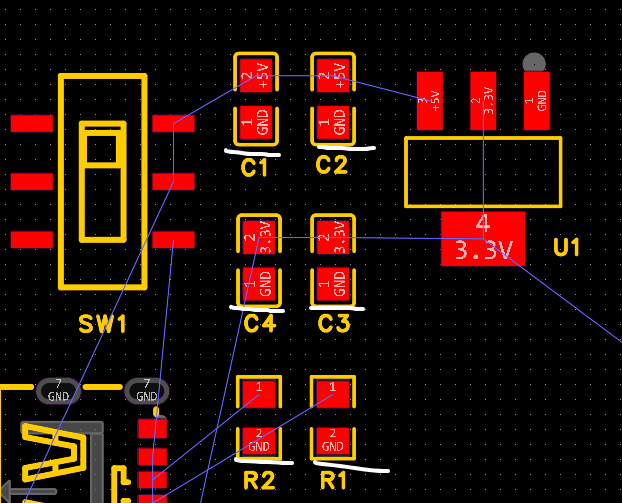 2 +5V
2 +5V
1 GND
1 GND
C1
C2
3 +5V
2 3.3V
1 GND
4
3.3V
U1
2 3.3V
2 3.3V
1 GND
1 GND
C4
C3
SW1
7
GND
7
GND
1
1
2
GND
2
GND
R2
R1